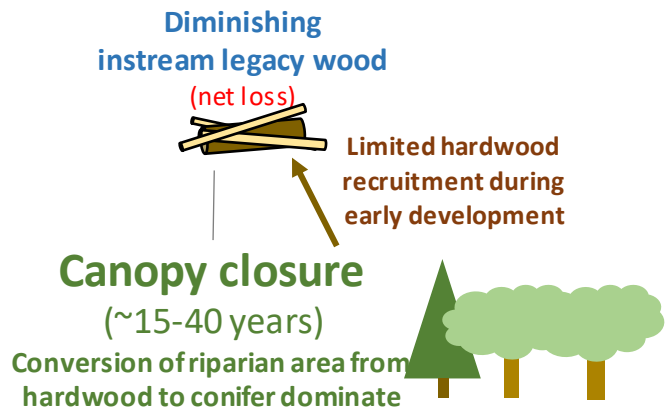 Diminishing
instream legacy wood
(net loss)
Limited hardwood
recruitment during
early development
Canopy closure
(~15-40 years)
Conversion of riparian area from
hardwood to conifer dominate